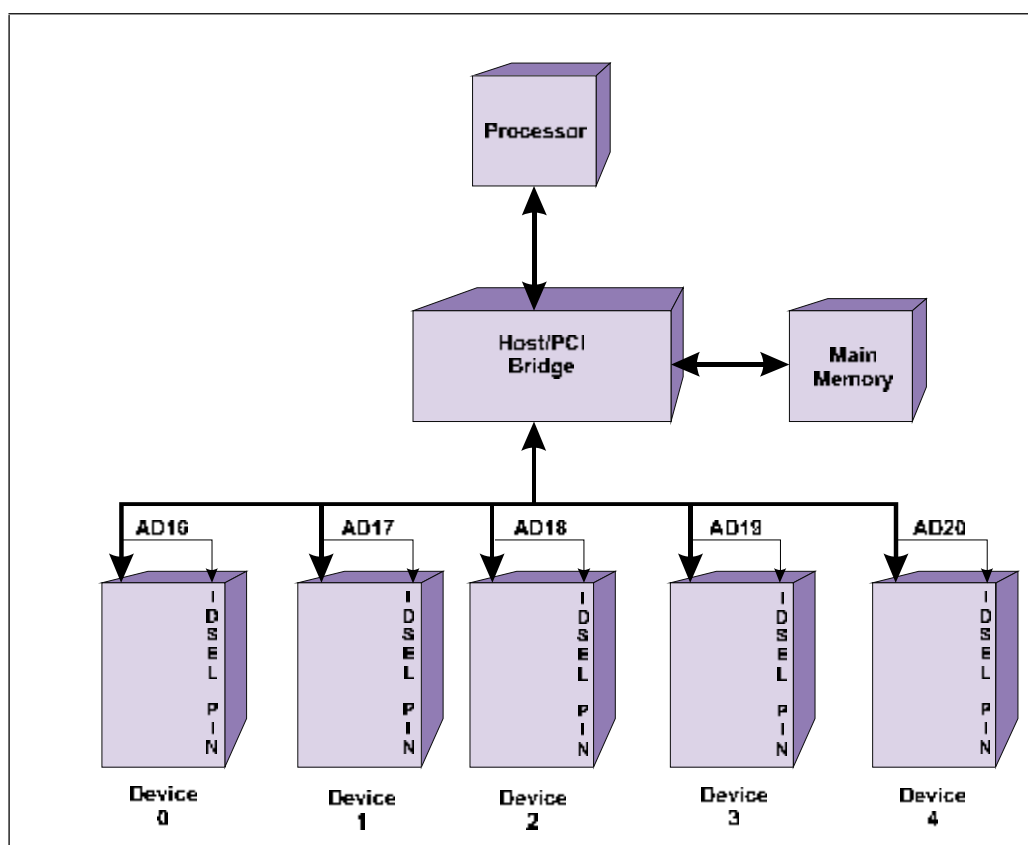 Processor
Host/PCI
Bridge
Main
Memory
AD16
AD17
AD18
AD19
AD20
IDSEL PIN
IDSEL PIN
IDSEL PIN
IDSEL PIN
IDSEL PIN
Device
0
Device
1
Device
2
Device
3
Device
4